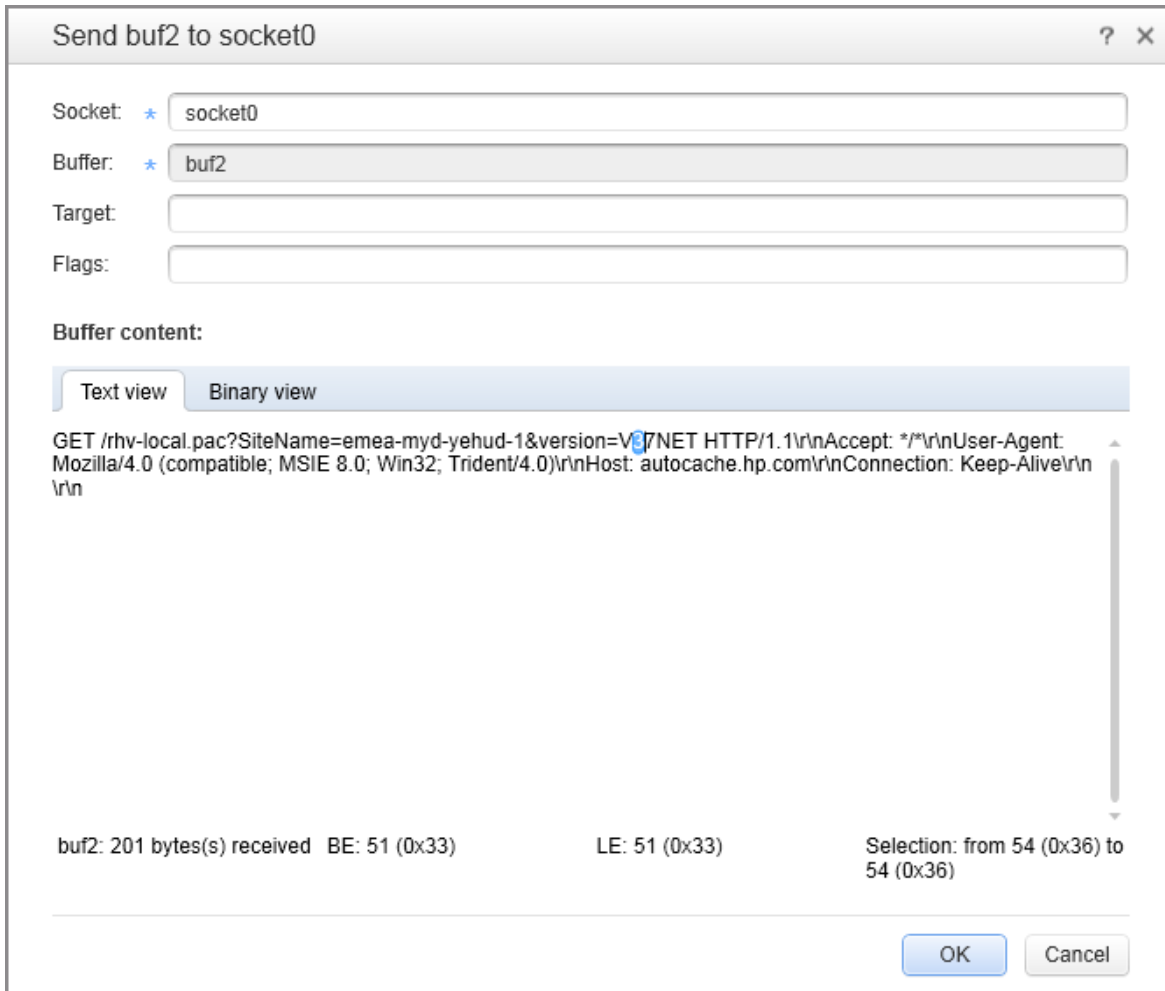 Send buf2 to socket0 ? ×
Socket: * socket0
Buffer: * buf2
Target:
Flags:
Buffer content:
Text view Binary view
GET /rhv-local.pac?SiteName=emea-myd-yehud-1&version=V37NET HTTP/1.1\r\nAccept: */*\r\nUser-Agent:
Mozilla/4.0 (compatible; MSIE 8.0; Win32; Trident/4.0)\r\nHost: autocache.hp.com\r\nConnection: Keep-Alive\r\n
\r\n
buf2: 201 bytes(s) received BE: 51 (0x33) LE: 51 (0x33) Selection: from 54 (0x36) to
54 (0x36)
OK Cancel